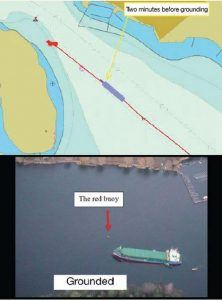 Two minutes before grounding
The red buoy
Grounded